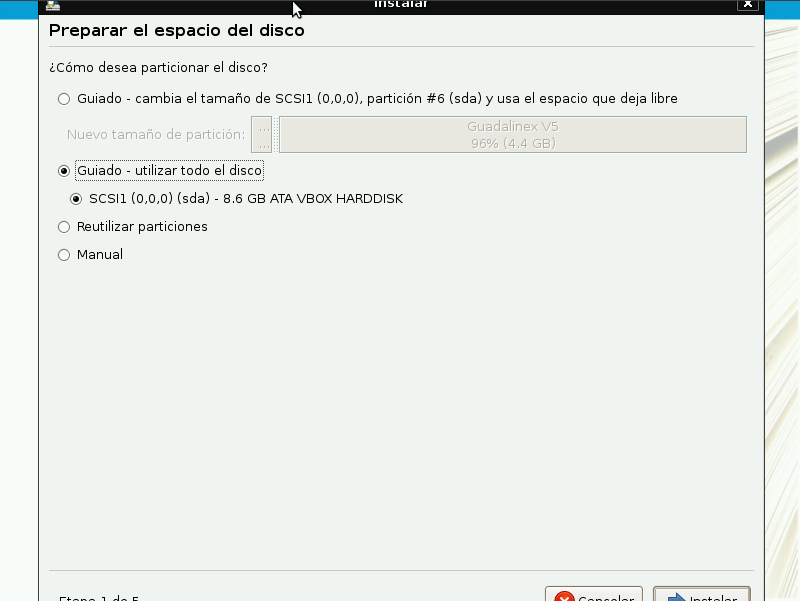 Instalar
Preparar el espacio del disco
¿Cómo desea particionar el disco?
Guiado - cambia el tamaño de SCSI1 (0,0,0), partición #6 (sda) y usa el espacio que deja libre
Nuevo tamaño de partición:
...
...
Guadalinex V5
96% (4.4 GB)
Guiado - utilizar todo el disco
SCSI1 (0,0,0) (sda) - 8.6 GB ATA VBOX HARDDISK
Reutilizar particiones
Manual
Etapa 1 de 5
Cancelar
Instalar